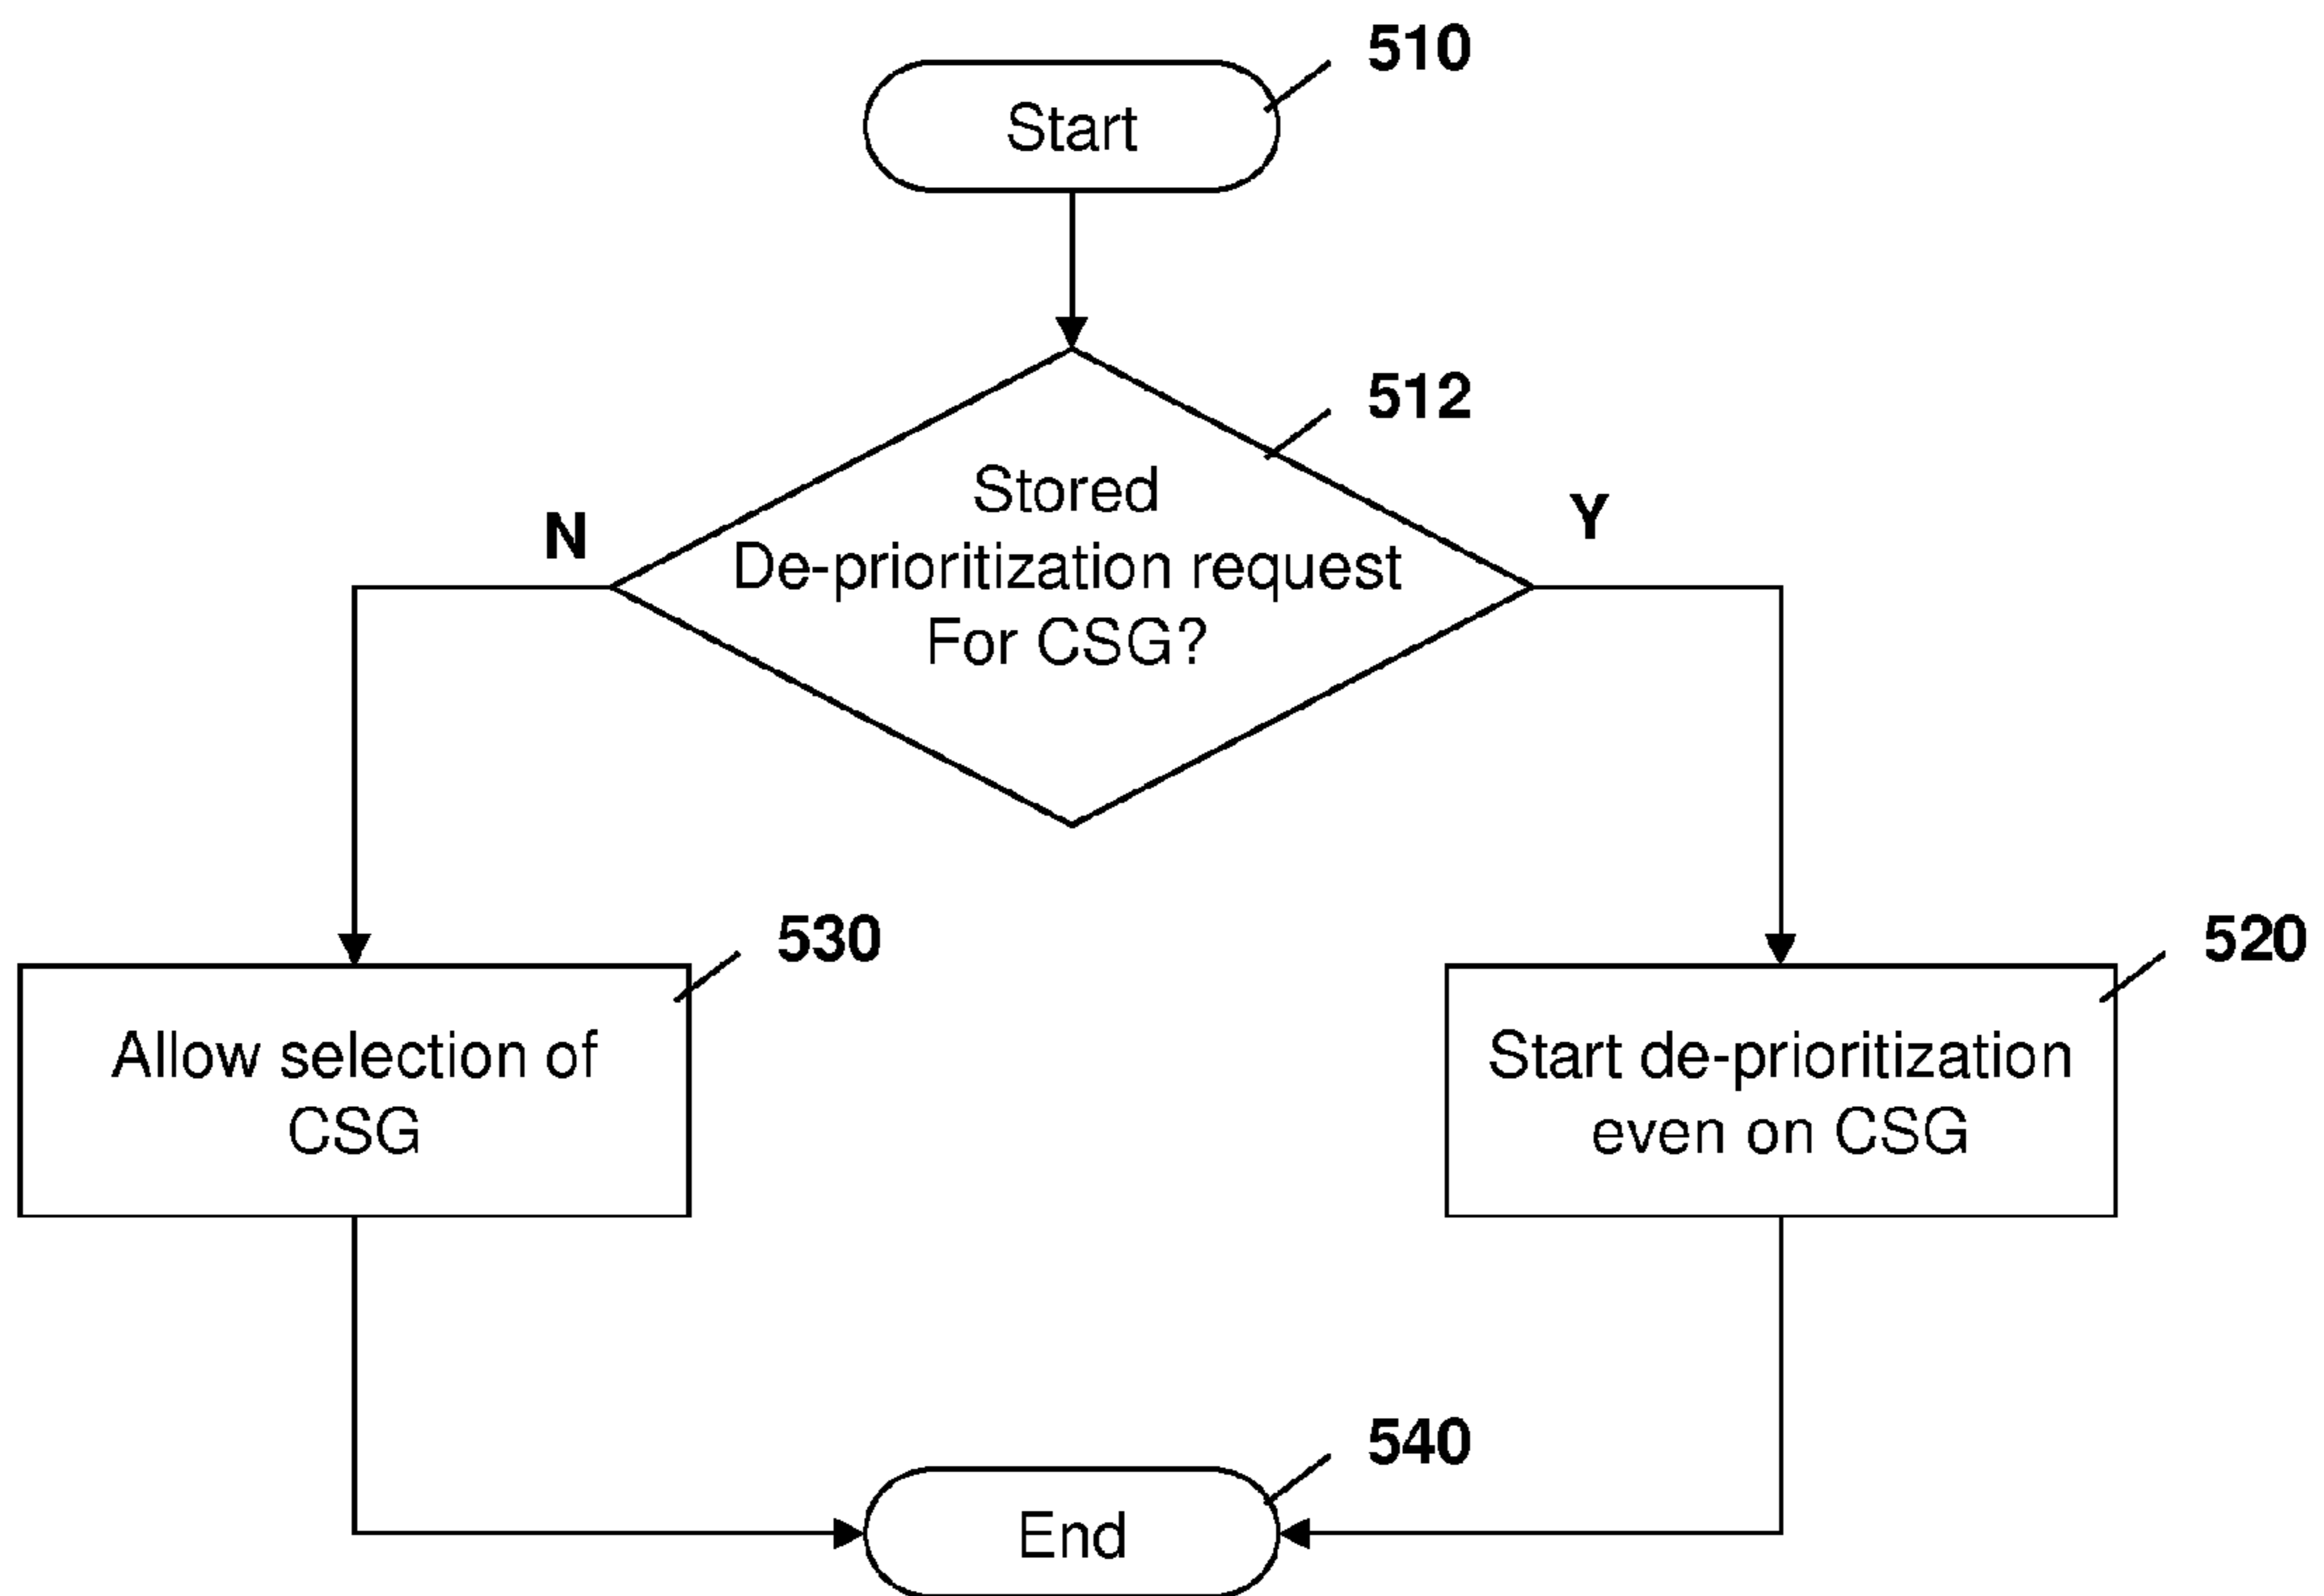 510
Start
512
Stored
De-prioritization request
For CSG?
N
Y
530
520
Allow selection of
CSG
Start de-prioritization
even on CSG
540
End